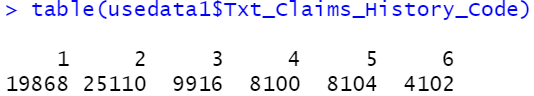 > table(usedata1$Txt_Claims_History_Code)
1 2 3 4 5 6
19868 25110 9916 8100 8104 4102